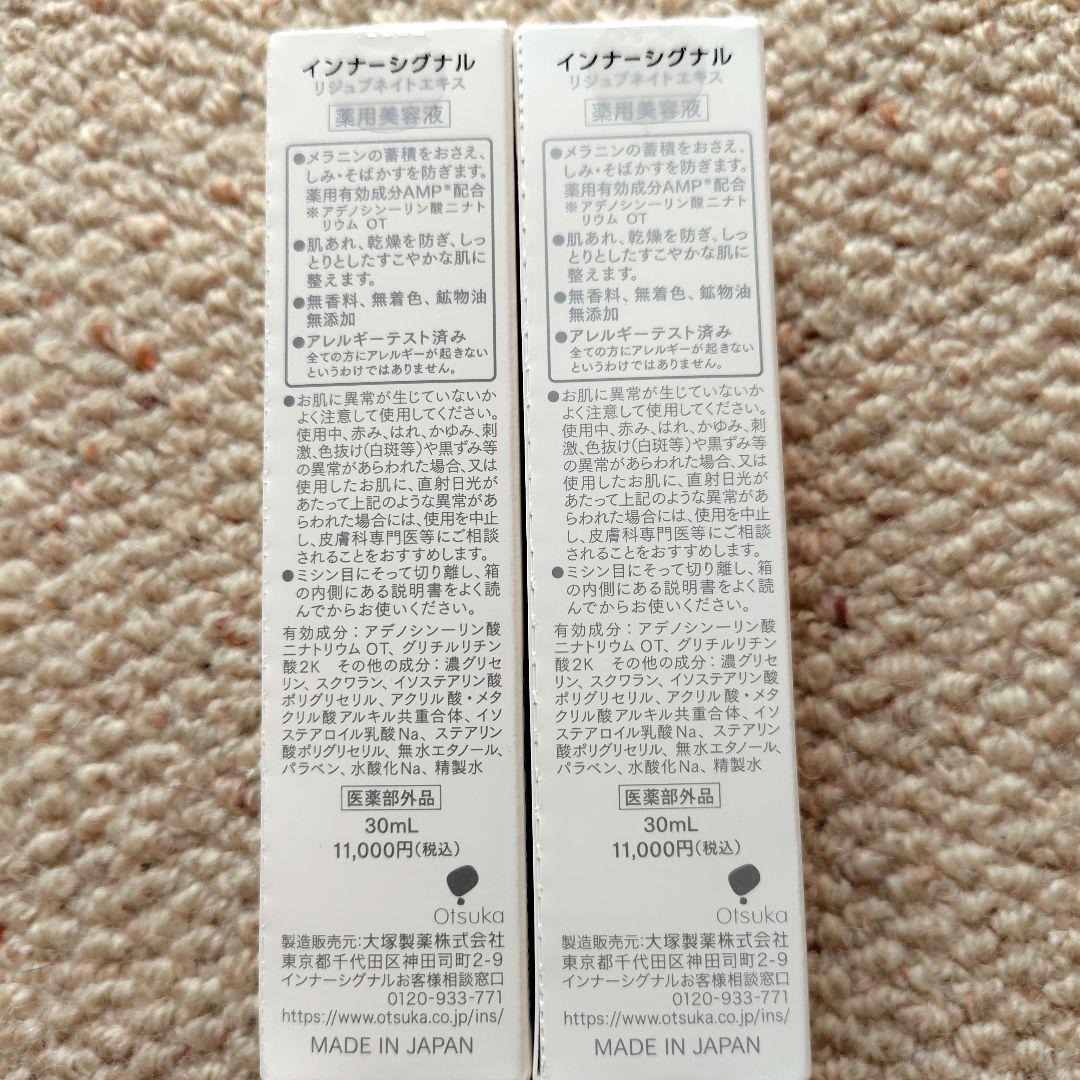 インナーシグナル
リジュブネイトエキス
薬用美容液
●メラニンの蓄積をおさえ、
しみ・そばかすを防ぎます。
薬用有効成分AMP※配合
※アデノシン一リン酸二ナト
リウム OT
●肌あれ、乾燥を防ぎ、しっ
とりとしたすこやかな肌に
整えます。
●無香料、無着色、鉱物油
無添加
●アレルギーテスト済み
全ての方にアレルギーが起きない
というわけではありません。
●お肌に異常が生じていないか
よく注意して使用してください。
使用中、赤み、はれ、かゆみ、刺
激、色抜け(白斑等)や黒ずみ等
の異常があらわれた場合、又は
使用したお肌に、直射日光が
あたって上記のような異常があ
らわれた場合には、使用を中止
し、皮膚科専門医等にご相談
されることをおすすめします。
●ミシン目にそって切り離し、箱
の内側にある説明書をよく読
んでからお使いください。
有効成分：アデノシン一リン酸
二ナトリウム OT、グリチルリチン
酸2K その他の成分：濃グリセ
リン、スクワラン、イソステアリン酸
ポリグリセリル、アクリル酸・メタ
クリル酸アルキル共重合体、イソ
ステアロイル乳酸Na、ステアリン
酸ポリグリセリル、無水エタノール、
パラベン、水酸化Na、精製水
医薬部外品
30mL
11,000円(税込)
Otsuka
製造販売元：大塚製薬株式会社
東京都千代田区神田司町2-9
インナーシグナルお客様相談窓口
0120-933-771
https://www.otsuka.co.jp/ins/
MADE IN JAPAN
インナーシグナル
リジュブネイトエキス
薬用美容液
●メラニンの蓄積をおさえ、
しみ・そばかすを防ぎます。
薬用有効成分AMP※配合
※アデノシン一リン酸二ナト
リウム OT
●肌あれ、乾燥を防ぎ、しっ
とりとしたすこやかな肌に
整えます。
●無香料、無着色、鉱物油
無添加
●アレルギーテスト済み
全ての方にアレルギーが起きない
というわけではありません。
●お肌に異常が生じていないか
よく注意して使用してください。
使用中、赤み、はれ、かゆみ、刺
激、色抜け(白斑等)や黒ずみ等
の異常があらわれた場合、又は
使用したお肌に、直射日光が
あたって上記のような異常があ
らわれた場合には、使用を中止
し、皮膚科専門医等にご相談
されることをおすすめします。
●ミシン目にそって切り離し、箱
の内側にある説明書をよく読
んでからお使いください。
有効成分：アデノシン一リン酸
二ナトリウム OT、グリチルリチン
酸2K その他の成分：濃グリセ
リン、スクワラン、イソステアリン酸
ポリグリセリル、アクリル酸・メタ
クリル酸アルキル共重合体、イソ
ステアロイル乳酸Na、ステアリン
酸ポリグリセリル、無水エタノール、
パラベン、水酸化Na、精製水
医薬部外品
30mL
11,000円(税込)
Otsuka
製造販売元：大塚製薬株式会社
東京都千代田区神田司町2-9
インナーシグナルお客様相談窓口
0120-933-771
https://www.otsuka.co.jp/ins/
MADE IN JAPAN